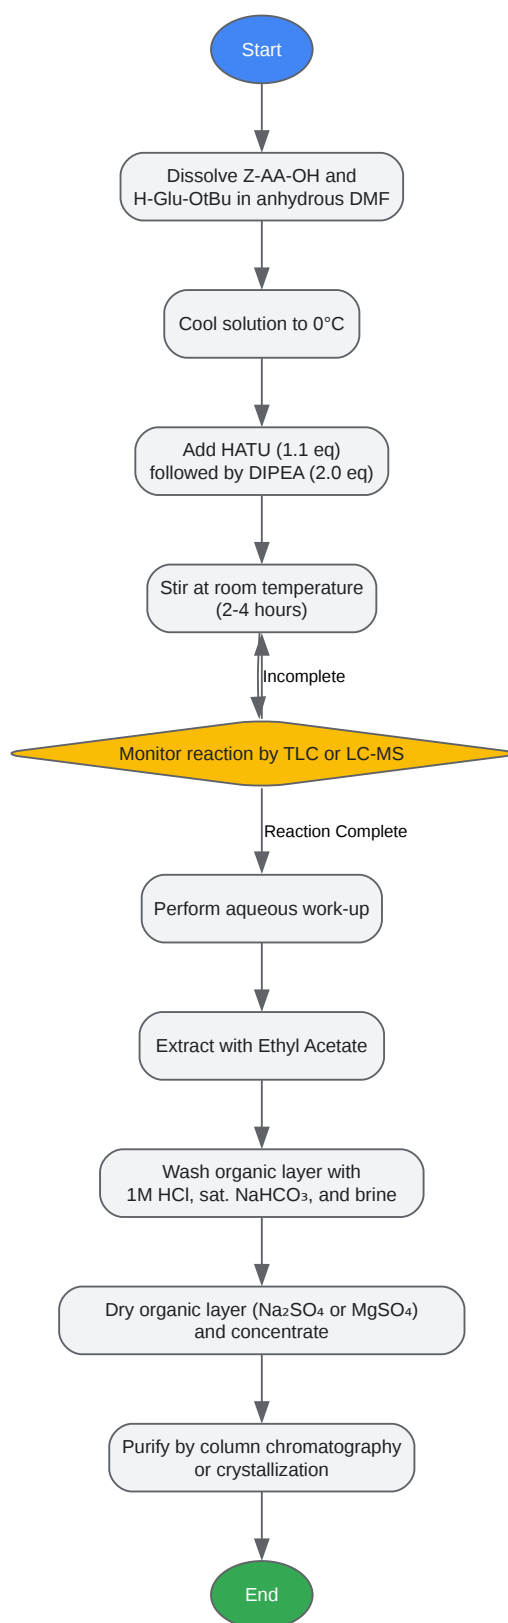 Start
Dissolve Z-AA-OH and
H-Glu-OtBu in anhydrous DMF
Cool solution to 0°C
Add HATU (1.1 eq)
followed by DIPEA (2.0 eq)
Stir at room temperature
(2-4 hours)
Incomplete
Monitor reaction by TLC or LC-MS
Reaction Complete
Perform aqueous work-up
Extract with Ethyl Acetate
Wash organic layer with
1M HCl, sat. NaHCO₃, and brine
Dry organic layer (Na₂SO₄ or MgSO₄)
and concentrate
Purify by column chromatography
or crystallization
End